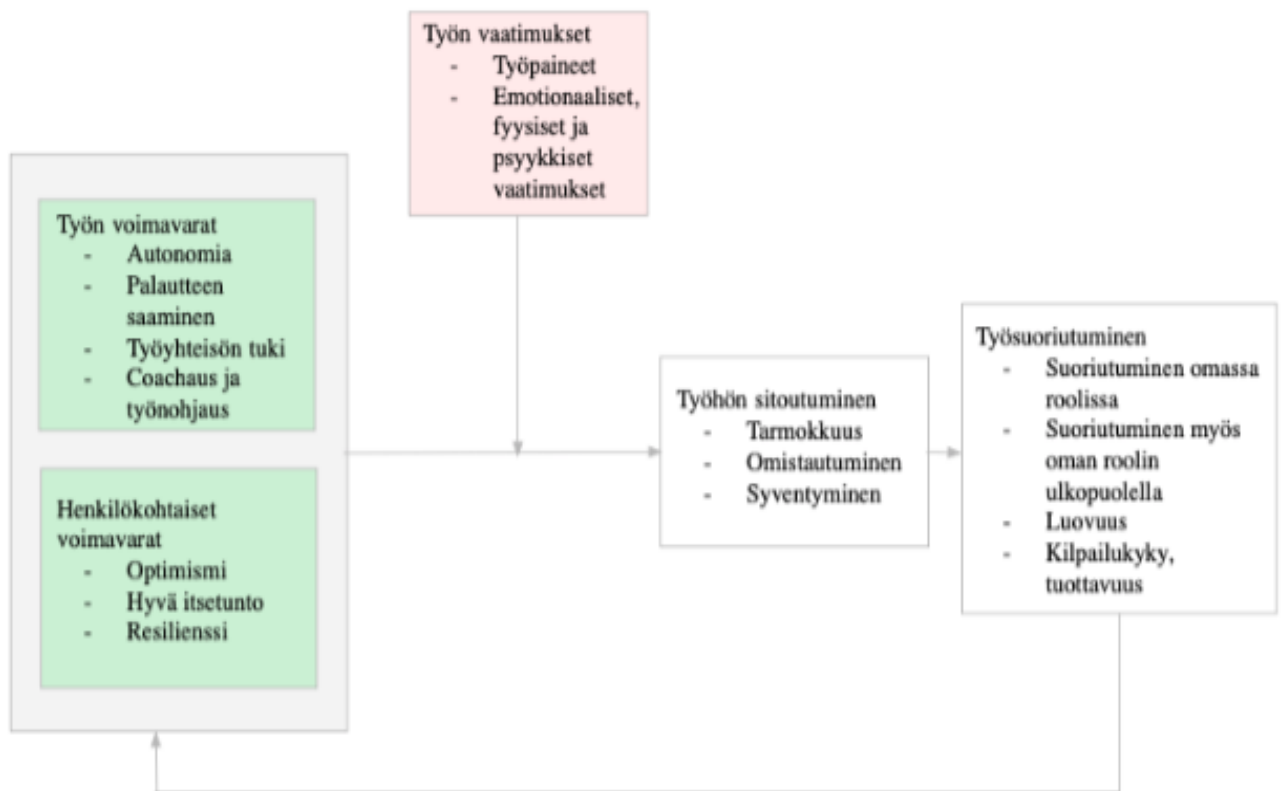 Työn vaatimukset
- Työpaineet
- Emotionaaliset,
fyysiset ja
psyykkiset
vaatimukset
Työn voimavarat
- Autonomia
- Palautteen
saaminen
- Työyhteisön tuki
- Coachaus ja
työnohjaus
Henkilökohtaiset
voimavarat
- Optimismi
- Hyvä itsetunto
- Resilienssi
Työhön sitoutuminen
- Tarmokkuus
- Omistautuminen
- Syventyminen
Työsuoriutuminen
- Suoriutuminen omassa
roolissa
- Suoriutuminen myös
oman roolin
ulkopuolella
- Luovuus
- Kilpailukyky,
tuottavuus